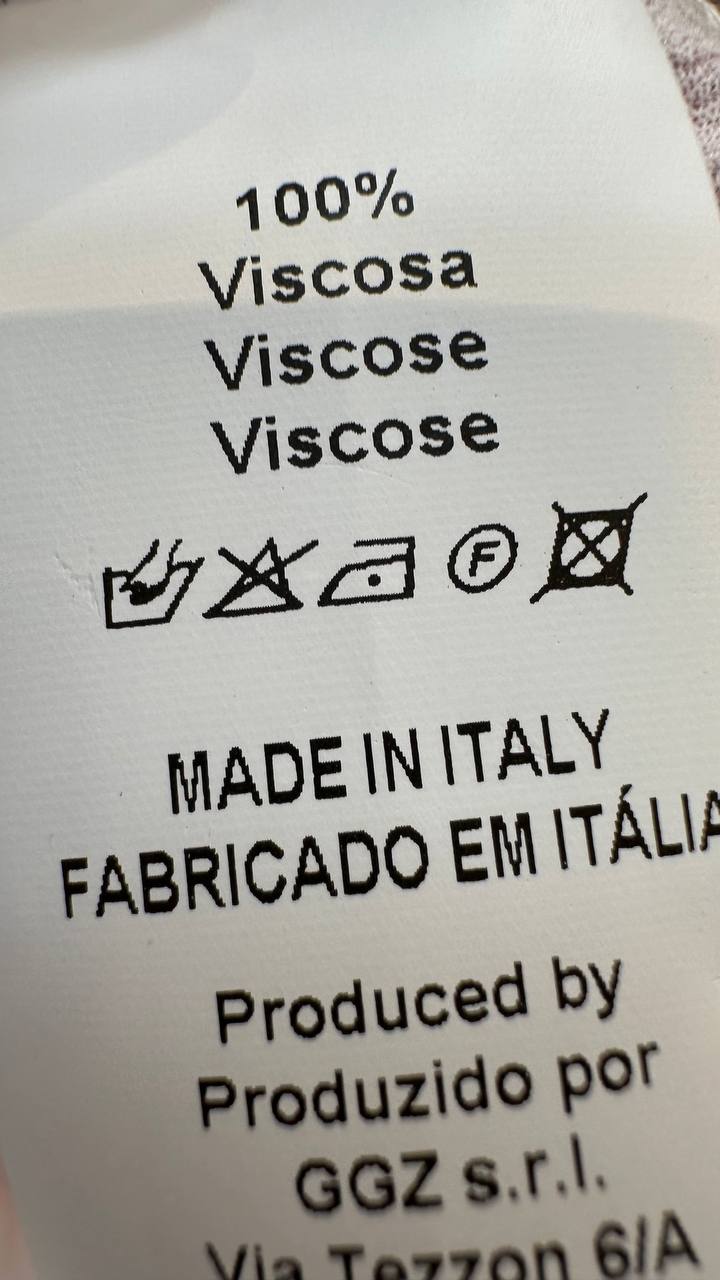 100%
Viscosa
Viscose
Viscose
F
MADE IN ITALY
FABRICADO EM ITÁLIA
Produced by
Produzido por
GGZ s.r.l.
Via Tezzon 6/A